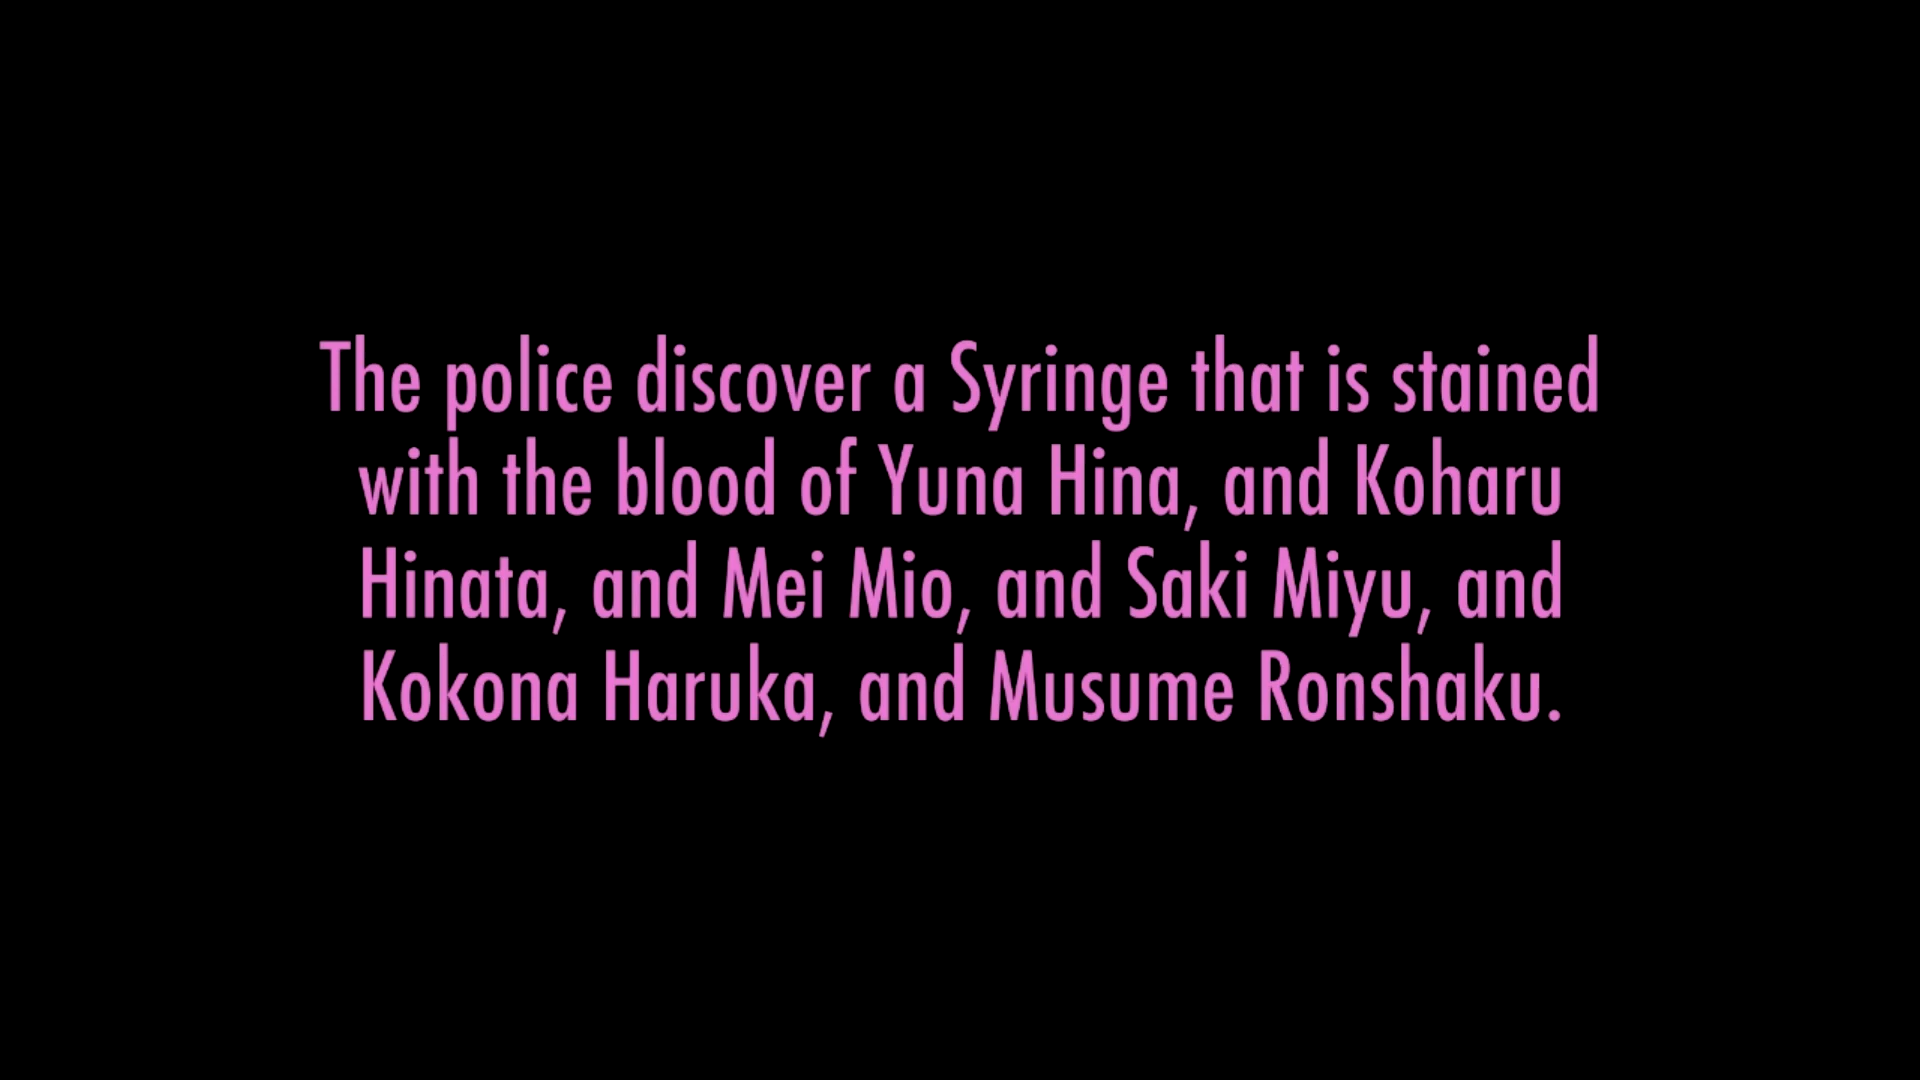 The police discover a Syringe that is stained
with the blood of Yuna Hina, and Koharu
Hinata, and Mei Mio, and Saki Miyu, and
Kokona Haruka, and Musume Ronshaku.